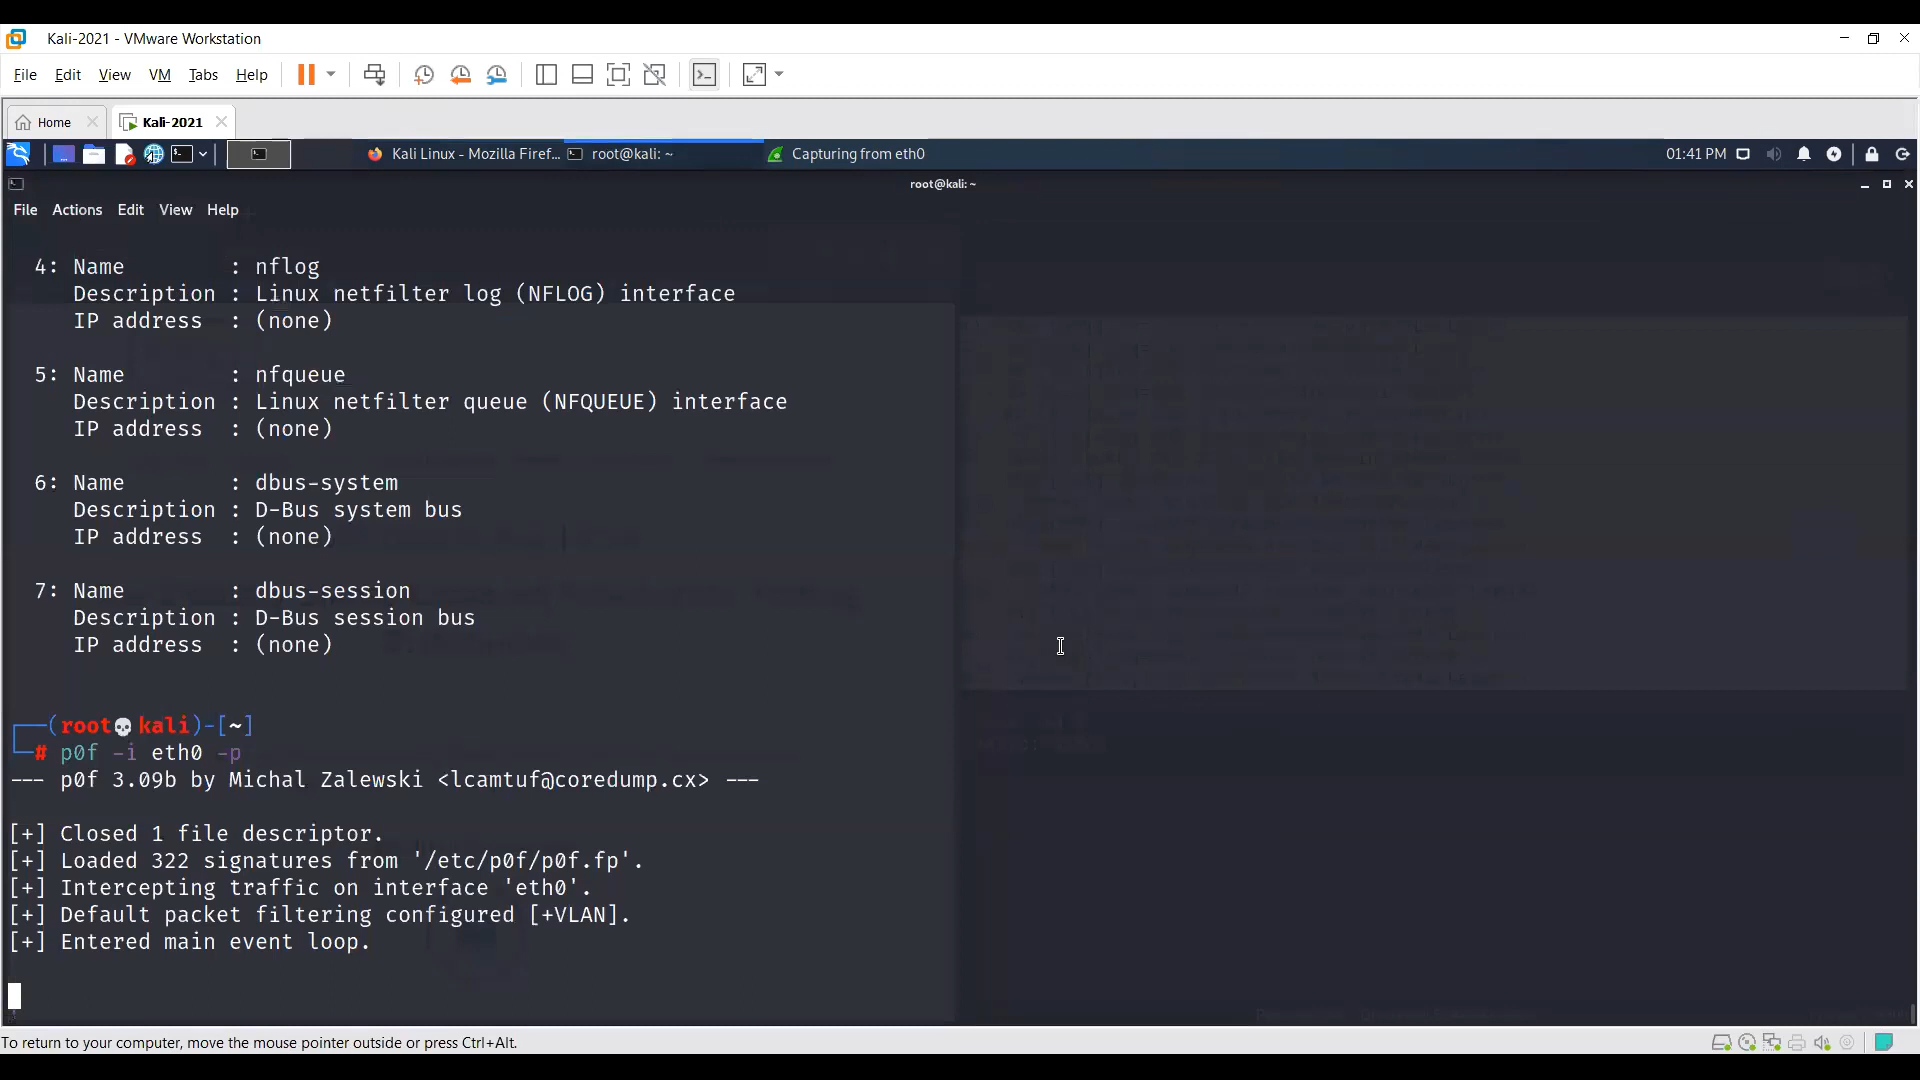 Kali-2021 - VMware Workstation
File Edit View VM Tabs Help
Home Kali-2021
Kali Linux - Mozilla Firef... root@kali: ~ Capturing from eth0 01:41 PM
root@kali: ~
File Actions Edit View Help
4: Name : nflog
Description : Linux netfilter log (NFLOG) interface
IP address : (none)
5: Name : nfqueue
Description : Linux netfilter queue (NFQUEUE) interface
IP address : (none)
6: Name : dbus-system
Description : D-Bus system bus
IP address : (none)
7: Name : dbus-session
Description : D-Bus session bus
IP address : (none)
(root💀kali)-[~]
# p0f -i eth0 -p
--- p0f 3.09b by Michal Zalewski <lcamtuf@coredump.cx> ---
[+] Closed 1 file descriptor.
[+] Loaded 322 signatures from '/etc/p0f/p0f.fp'.
[+] Intercepting traffic on interface 'eth0'.
[+] Default packet filtering configured [+VLAN].
[+] Entered main event loop.
To return to your computer, move the mouse pointer outside or press Ctrl+Alt.